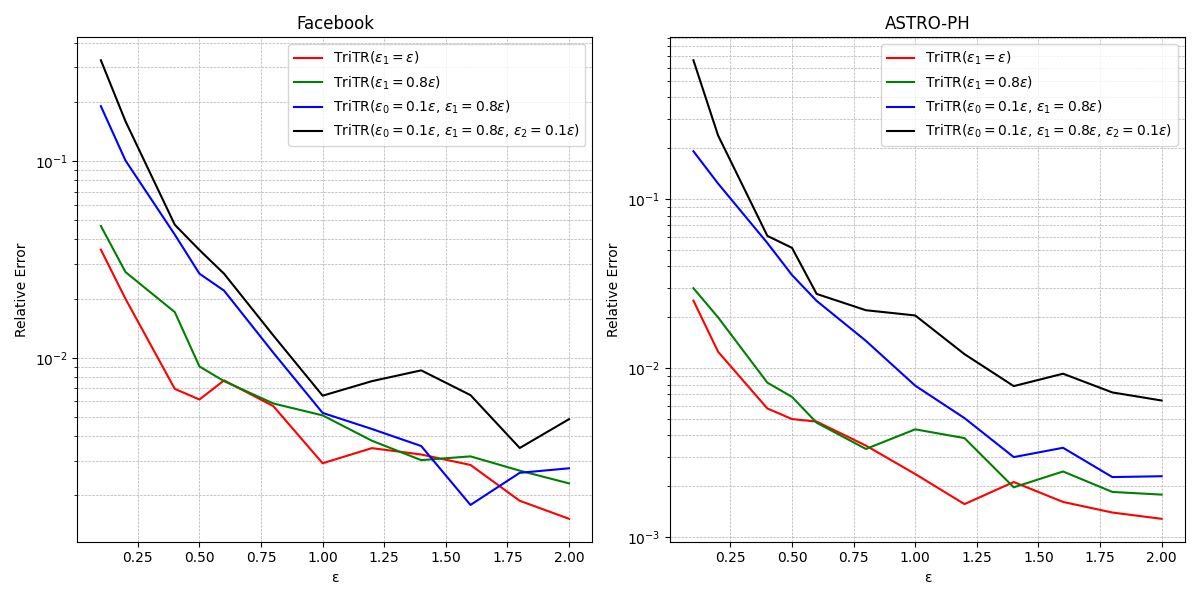 Facebook
TriTR(ε₁ = ε)
TriTR(ε₁ = 0.8ε)
TriTR(ε₀ = 0.1ε, ε₁ = 0.8ε)
TriTR(ε₀ = 0.1ε, ε₁ = 0.8ε, ε₂ = 0.1ε)
10⁻¹
10⁻²
Relative Error
0.25 0.50 0.75 1.00 1.25 1.50 1.75 2.00
ε
ASTRO-PH
TriTR(ε₁ = ε)
TriTR(ε₁ = 0.8ε)
TriTR(ε₀ = 0.1ε, ε₁ = 0.8ε)
TriTR(ε₀ = 0.1ε, ε₁ = 0.8ε, ε₂ = 0.1ε)
10⁻¹
10⁻²
10⁻³
Relative Error
0.25 0.50 0.75 1.00 1.25 1.50 1.75 2.00
ε